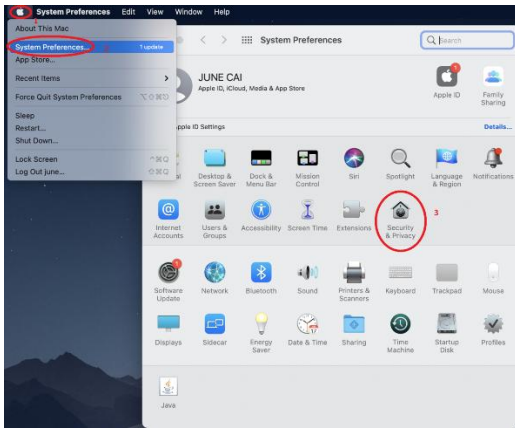 System Preferences Edit View Window Help
1
About This Mac
System Preferences... 1 update
App Store...
Recent Items
Force Quit System Preferences
Sleep
Restart...
Shut Down...
Lock Screen
Log Out june...
System Preferences
Search
JUNE CAI
Apple ID, iCloud, Media & App Store
Apple ID
Family Sharing
Apple ID Settings
Details...
Desktop & Screen Saver
Dock & Menu Bar
Mission Control
Siri
Spotlight
Language & Region
Notifications
Internet Accounts
Users & Groups
Accessibility
Screen Time
Extensions
Security & Privacy
3
Software Update
Network
Bluetooth
Sound
Printers & Scanners
Keyboard
Trackpad
Mouse
Displays
Sidecar
Energy Saver
Date & Time
Sharing
Time Machine
Startup Disk
Profiles
Java